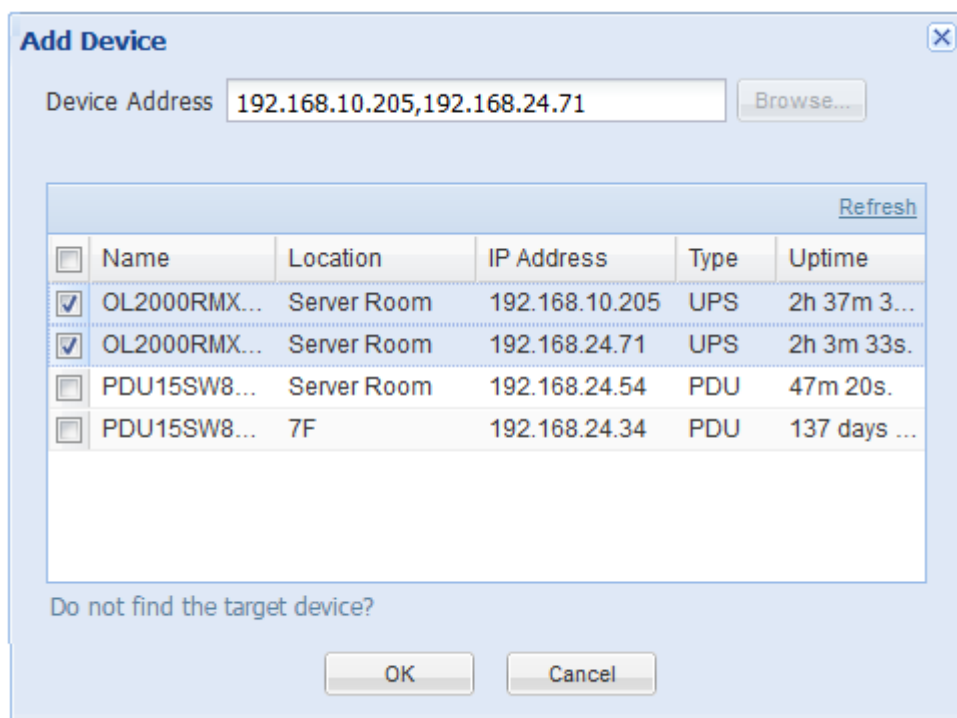 Add Device
Device Address 192.168.10.205,192.168.24.71 Browse...
Refresh
Name Location IP Address Type Uptime
OL2000RMX... Server Room 192.168.10.205 UPS 2h 37m 3...
OL2000RMX... Server Room 192.168.24.71 UPS 2h 3m 33s.
PDU15SW8... Server Room 192.168.24.54 PDU 47m 20s.
PDU15SW8... 7F 192.168.24.34 PDU 137 days ...
Do not find the target device?
OK Cancel